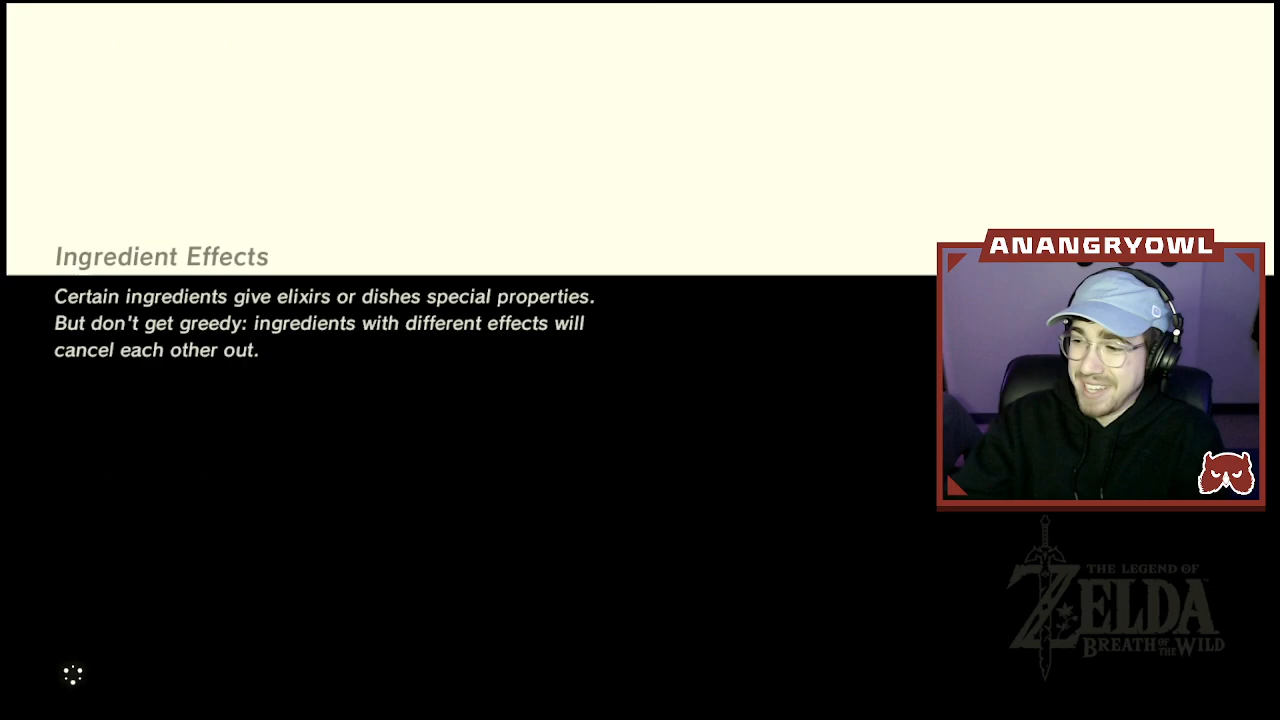 Ingredient Effects
Certain ingredients give elixirs or dishes special properties.
But don't get greedy: ingredients with different effects will
cancel each other out.
ANANGRYOWL
THE LEGEND OF
ZELDA
BREATH OF THE WILD